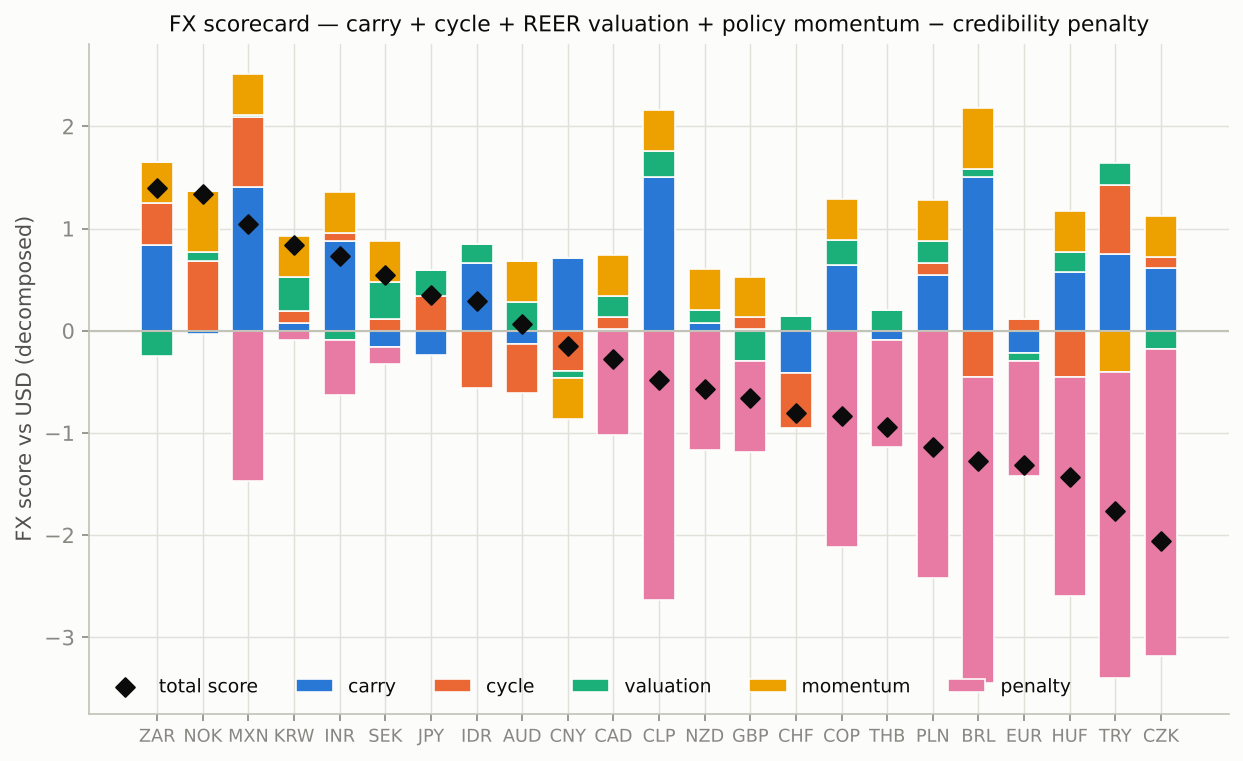 FX scorecard — carry + cycle + REER valuation + policy momentum − credibility penalty
FX score vs USD (decomposed)
2
1
0
−1
−2
−3
total score carry cycle valuation momentum penalty
ZAR NOK MXN KRW INR SEK JPY IDR AUD CNY CAD CLP NZD GBP CHF COP THB PLN BRL EUR HUF TRY CZK